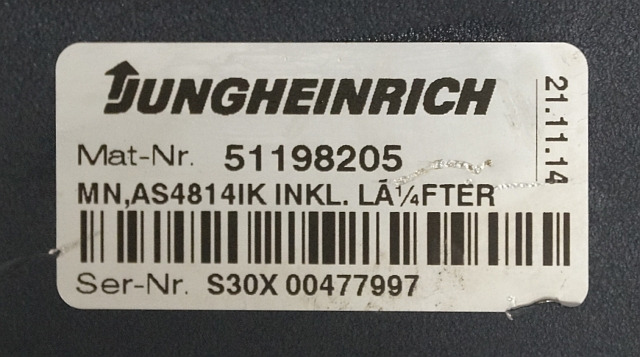 JUNGHEINRICH
21.11.14
Mat-Nr. 51198205
MN,AS4814IK INKL. LÃ¼FTER
Ser-Nr. S30X 00477997